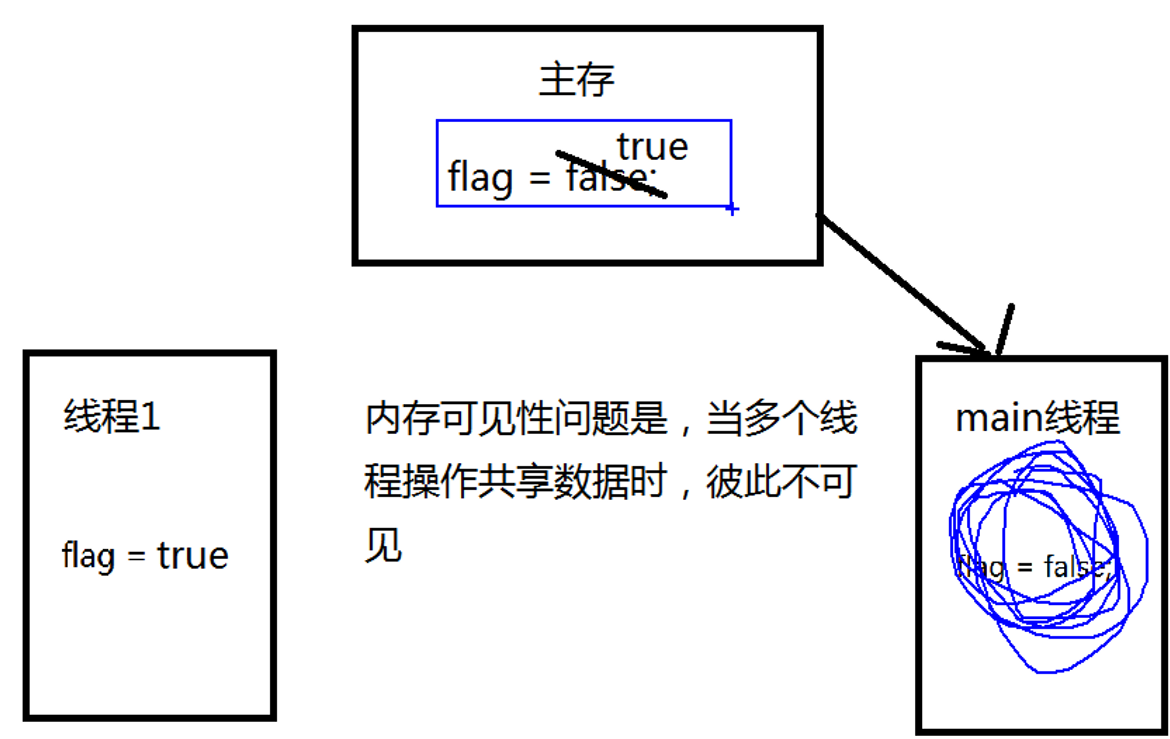 主存
true
flag = false;
线程1
flag = true
内存可见性问题是，当多个线
程操作共享数据时，彼此不可
见
main线程
flag = false;